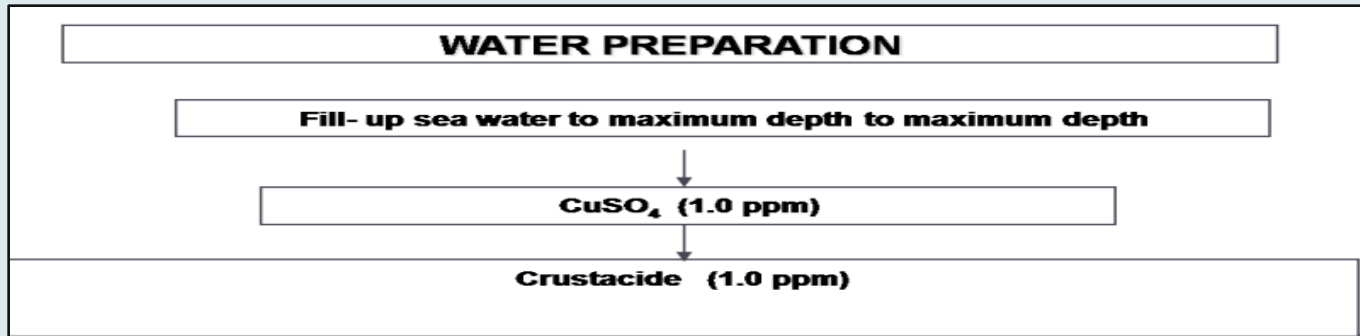 WATER PREPARATION
Fill- up sea water to maximum depth to maximum depth
CuSO₄ (1.0 ppm)
Crustacide (1.0 ppm)